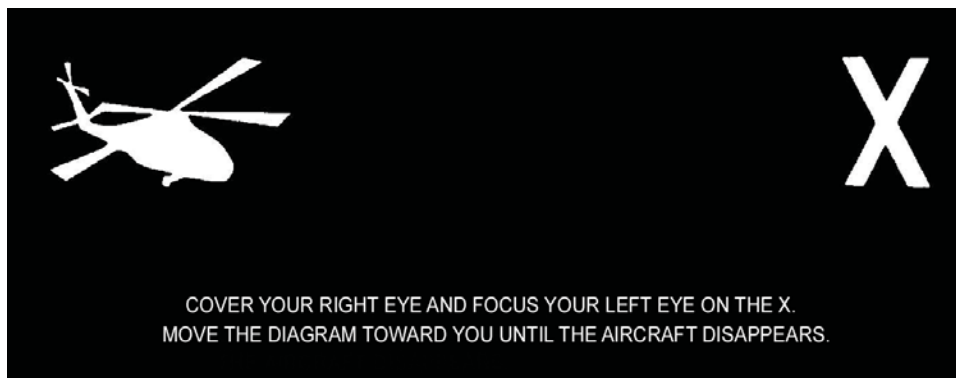 X
COVER YOUR RIGHT EYE AND FOCUS YOUR LEFT EYE ON THE X.
MOVE THE DIAGRAM TOWARD YOU UNTIL THE AIRCRAFT DISAPPEARS.